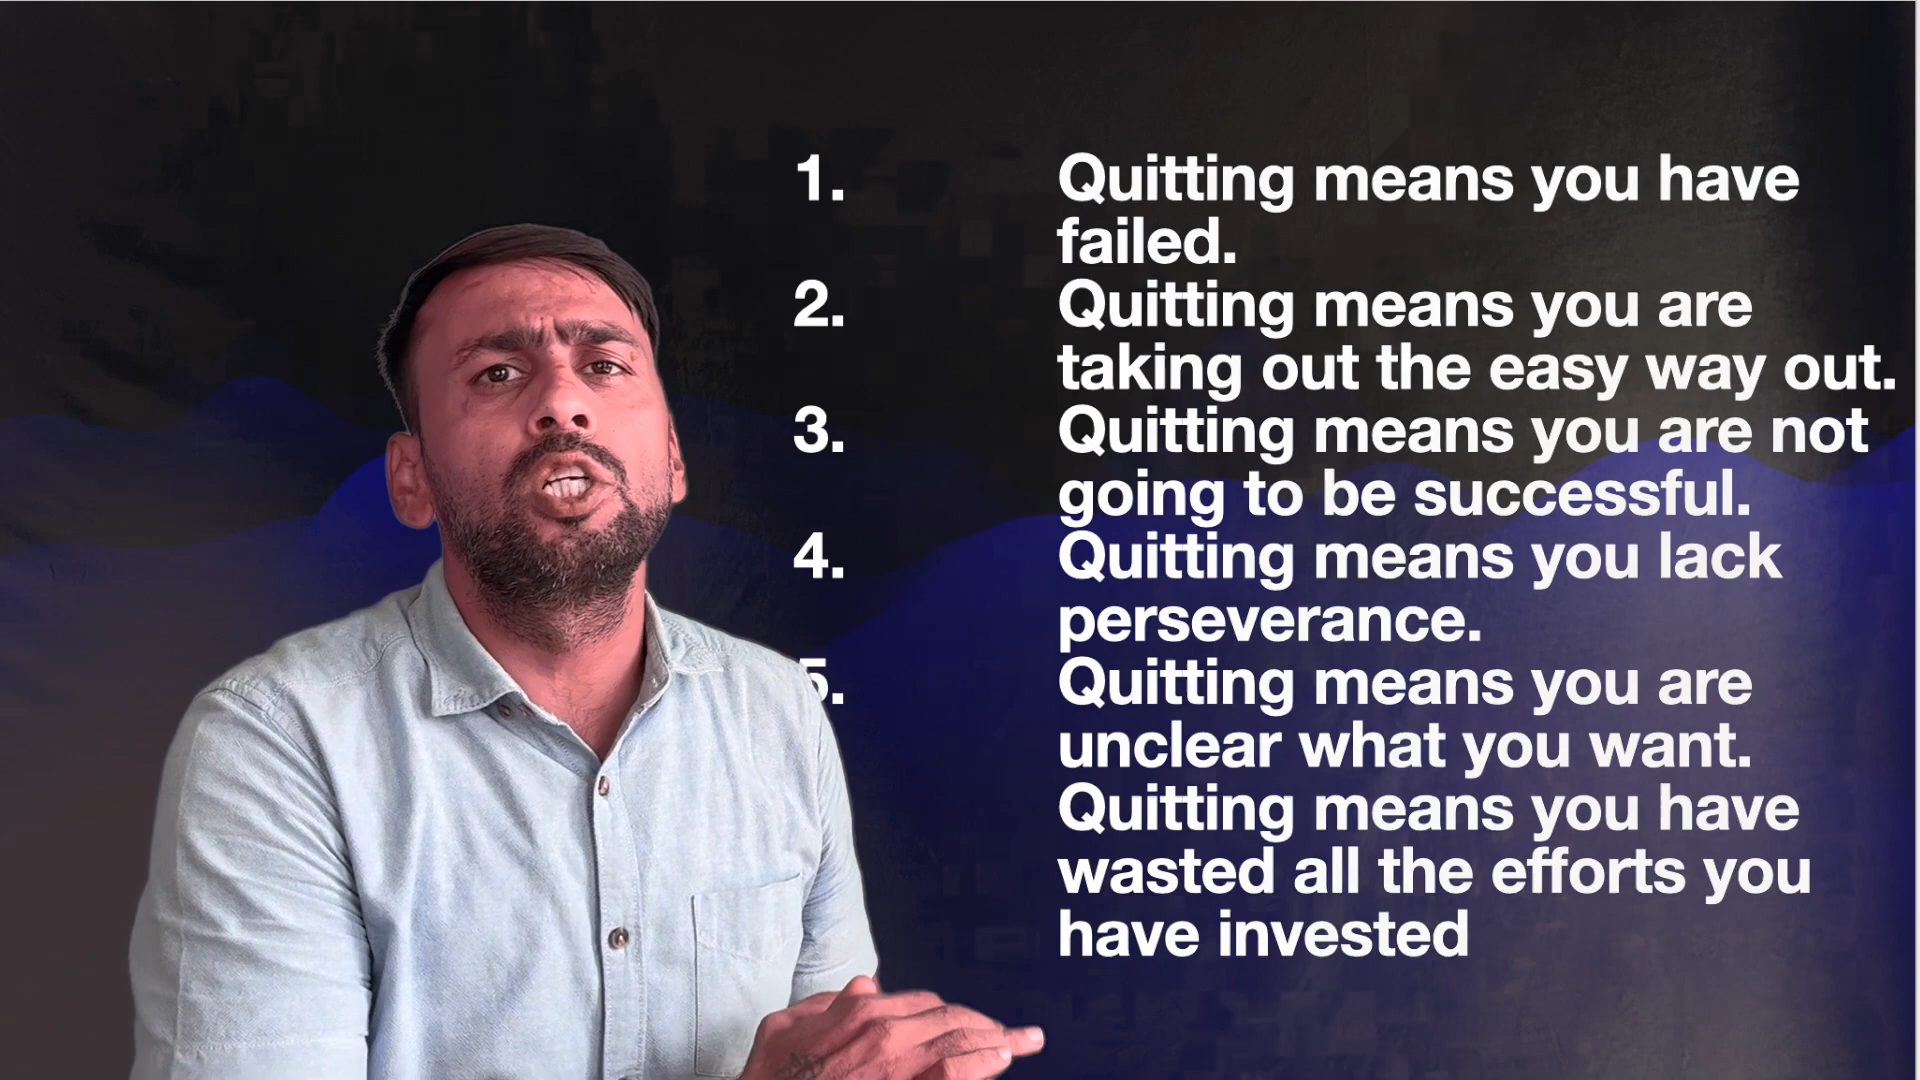 1. Quitting means you have
failed.
2. Quitting means you are
taking out the easy way out.
3. Quitting means you are not
going to be successful.
4. Quitting means you lack
perseverance.
5. Quitting means you are
unclear what you want.
Quitting means you have
wasted all the efforts you
have invested